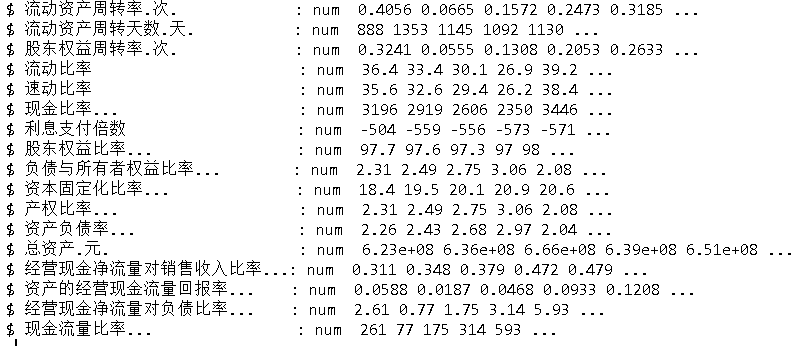 $ 流动资产周转率.次. : num 0.4056 0.0665 0.1572 0.2473 0.3185 ...
$ 流动资产周转天数.天. : num 888 1353 1145 1092 1130 ...
$ 股东权益周转率.次. : num 0.3241 0.0555 0.1308 0.2053 0.2633 ...
$ 流动比率 : num 36.4 33.4 30.1 26.9 39.2 ...
$ 速动比率 : num 35.6 32.6 29.4 26.2 38.4 ...
$ 现金比率... : num 3196 2919 2606 2350 3446 ...
$ 利息支付倍数 : num -504 -559 -556 -573 -571 ...
$ 股东权益比率... : num 97.7 97.6 97.3 97 98 ...
$ 负债与所有者权益比率... : num 2.31 2.49 2.75 3.06 2.08 ...
$ 资本固定化比率... : num 18.4 19.5 20.1 20.9 20.6 ...
$ 产权比率... : num 2.31 2.49 2.75 3.06 2.08 ...
$ 资产负债率... : num 2.26 2.43 2.68 2.97 2.04 ...
$ 总资产.元. : num 6.23e+08 6.36e+08 6.66e+08 6.39e+08 6.51e+08 ...
$ 经营现金净流量对销售收入比率...: num 0.311 0.348 0.379 0.472 0.479 ...
$ 资产的经营现金流量回报率... : num 0.0588 0.0187 0.0468 0.0933 0.1208 ...
$ 经营现金净流量对负债比率... : num 2.61 0.77 1.75 3.14 5.93 ...
$ 现金流量比率... : num 261 77 175 314 593 ...